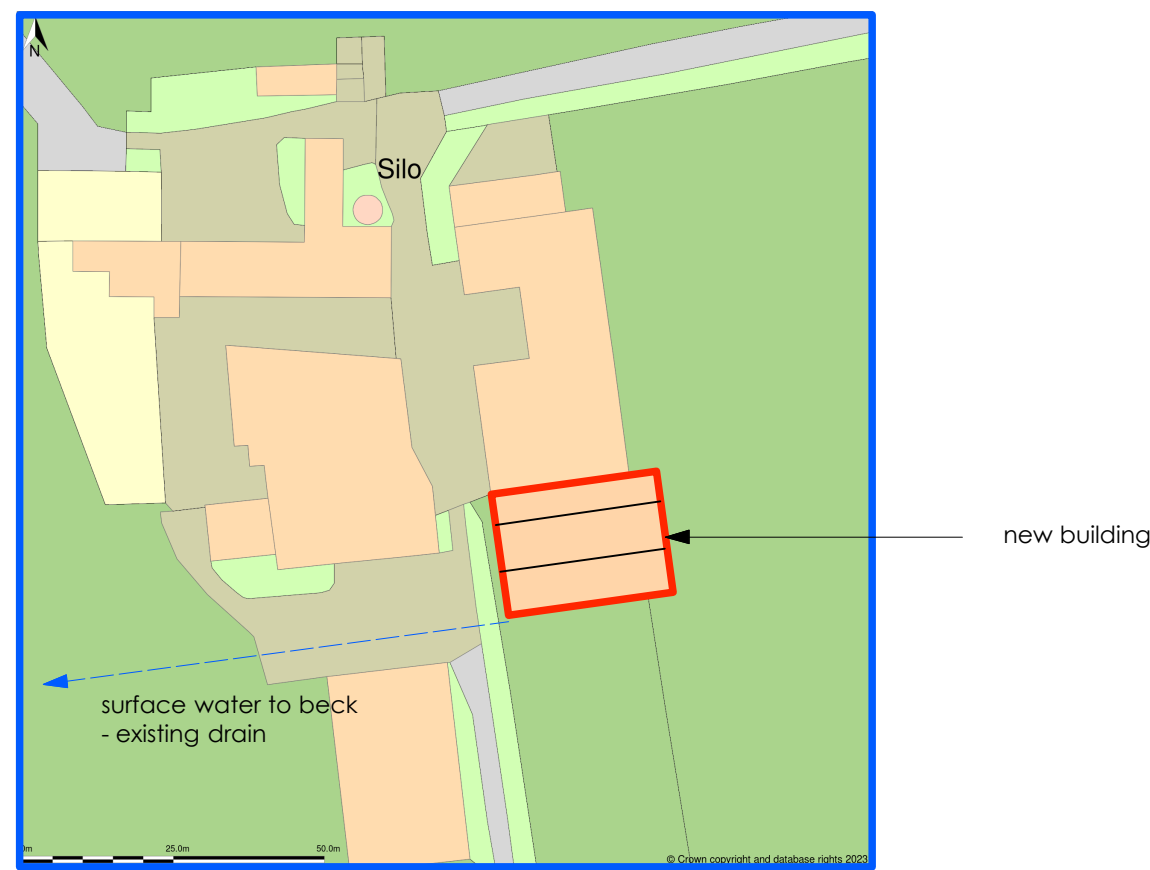 N
Silo
new building
surface water to beck
- existing drain
0m 25.0m 50.0m
© Crown copyright and database rights 2023